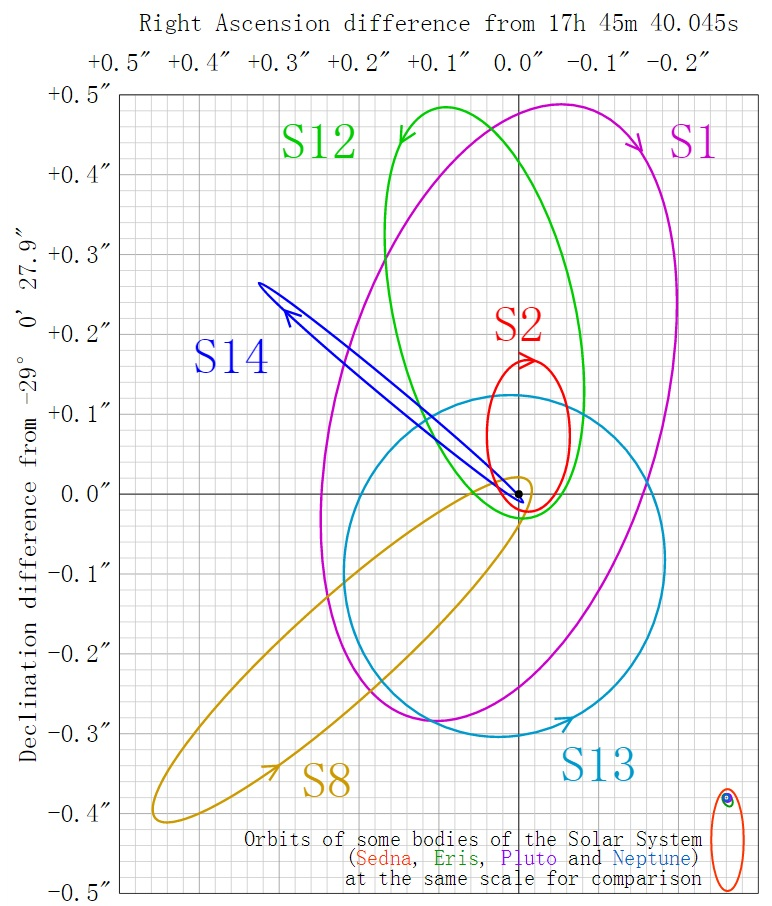 Right Ascension difference from 17h 45m 40.045s
+0.5″ +0.4″ +0.3″ +0.2″ +0.1″ 0.0″ −0.1″ −0.2″
Declination difference from −29° 0′ 27.9″
+0.5″
+0.4″
+0.3″
+0.2″
+0.1″
0.0″
−0.1″
−0.2″
−0.3″
−0.4″
−0.5″
S12
S1
S2
S14
S13
S8
Orbits of some bodies of the Solar System
(Sedna, Eris, Pluto and Neptune)
at the same scale for comparison